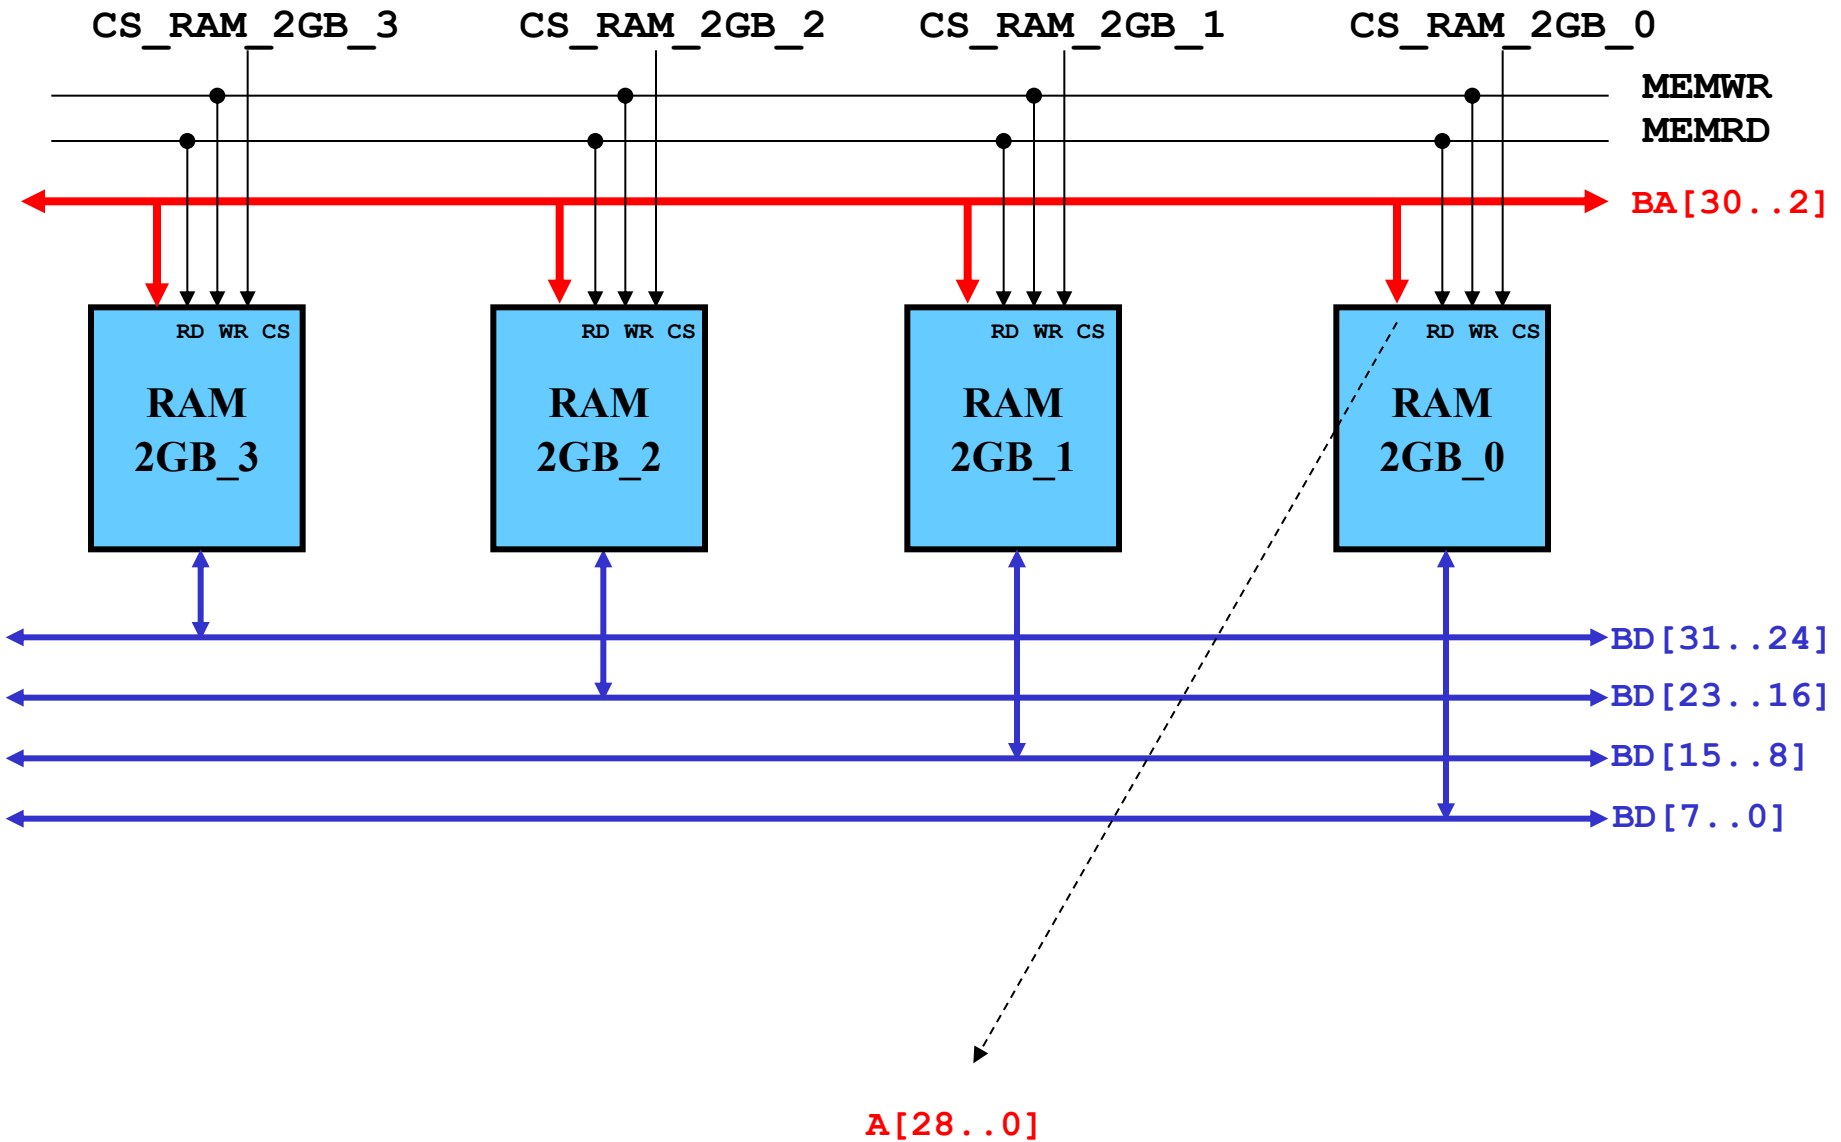 CS_RAM_2GB_3 CS_RAM_2GB_2 CS_RAM_2GB_1 CS_RAM_2GB_0
MEMWR
MEMRD
BA[30..2]
RD WR CS RD WR CS RD WR CS RD WR CS
RAM RAM RAM RAM
2GB_3 2GB_2 2GB_1 2GB_0
BD[31..24]
BD[23..16]
BD[15..8]
BD[7..0]
A[28..0]